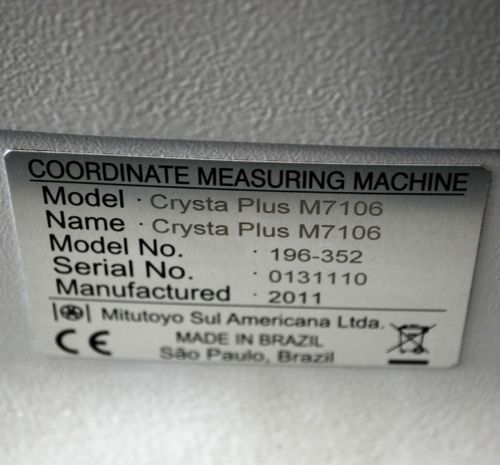 COORDINATE MEASURING MACHINE
Model · Crysta Plus M7106
Name · Crysta Plus M7106
Model No. · 196-352
Serial No. · 0131110
Manufactured · 2011
Mitutoyo Sul Americana Ltda.
CE MADE IN BRAZIL
São Paulo, Brazil